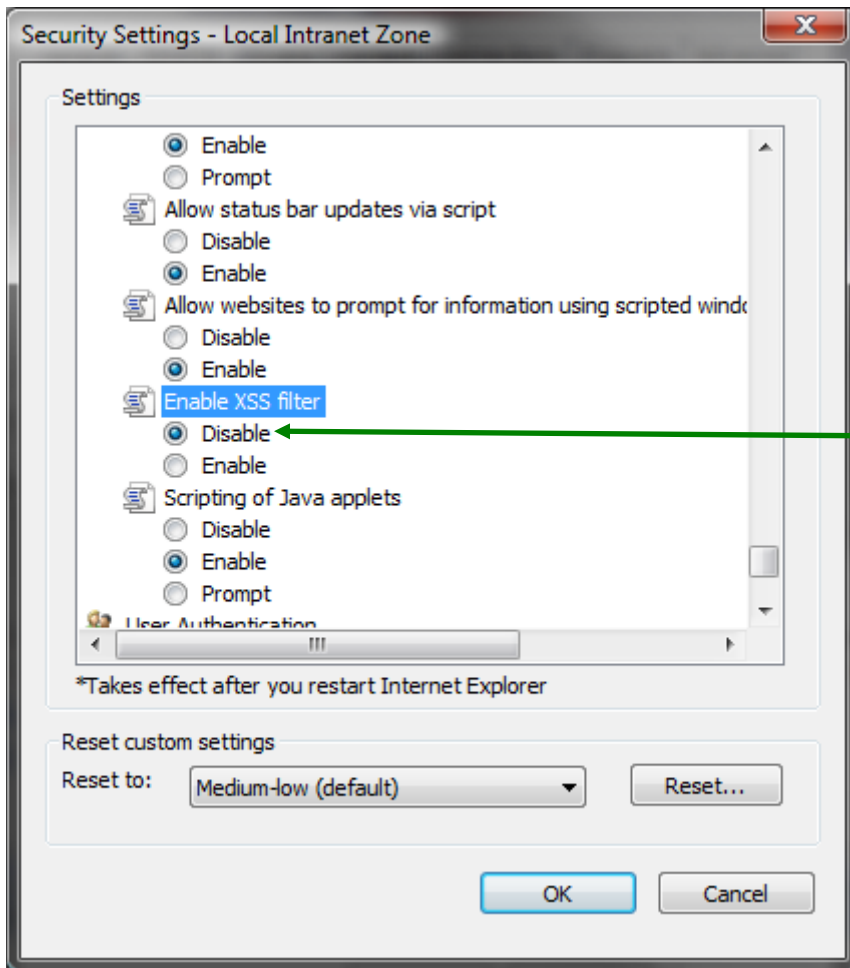 Security Settings - Local Intranet Zone
Settings
Enable
Prompt
Allow status bar updates via script
Disable
Enable
Allow websites to prompt for information using scripted
Disable
Enable
Enable XSS filter
Disable
Enable
Scripting of Java applets
Disable
Enable
Prompt
User Authentication
*Takes effect after you restart Internet Explorer
Reset custom settings
Reset to:
Medium-low (default)
Reset...
OK
Cancel